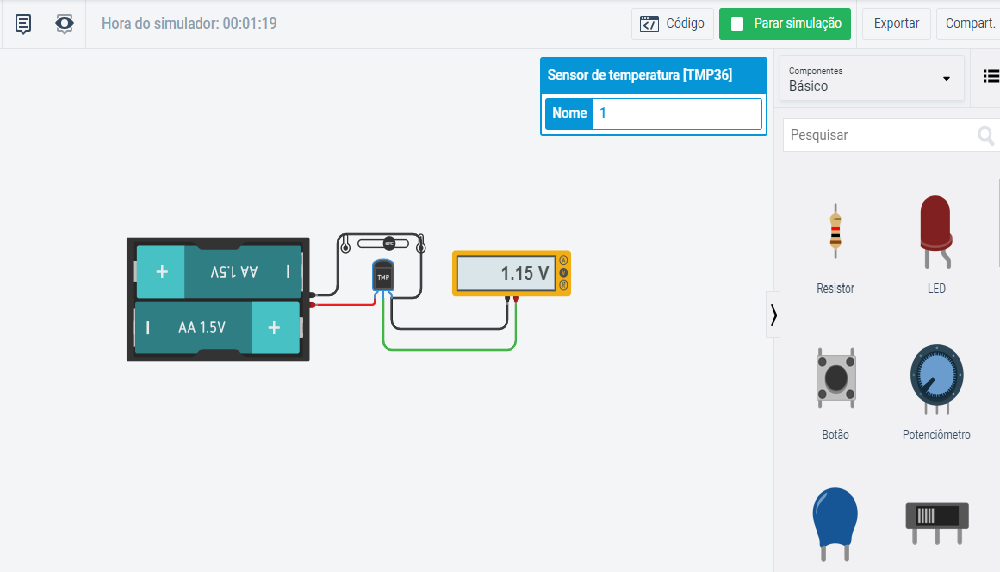 Hora do simulador: 00:01:19
Código
Parar simulação
Exportar
Compart.
Sensor de temperatura [TMP36]
Nome 1
Componentes
Básico
Pesquisar
Resistor
LED
Botão
Potenciômetro
+ AA 1.5V
AA 1.5V +
TMP
1.15 V
A
V